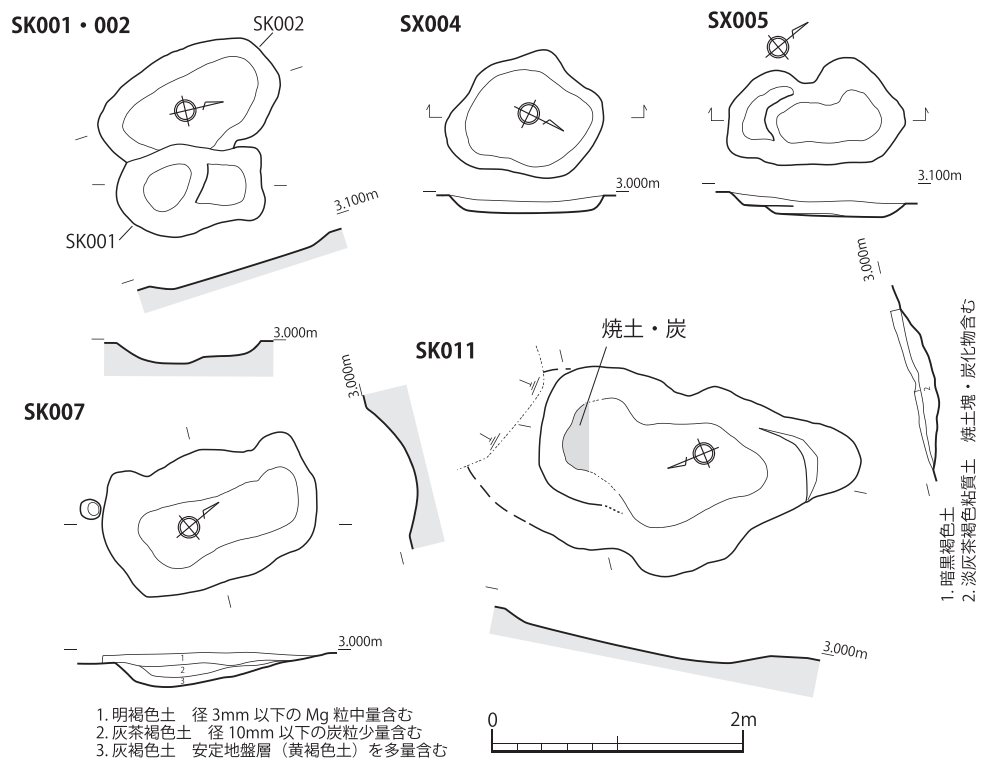 SK001・002
SK002
SK001
3.100m
3.000m
SX004
3.000m
SX005
3.100m
SK007
3.000m
1
2
3
1. 明褐色土　径 3mm 以下の Mg 粒中量含む
2. 灰茶褐色土　径 10mm 以下の炭粒少量含む
3. 灰褐色土　安定地盤層（黄褐色土）を多量含む
SK011
焼土・炭
3.000m
3.000m
3.000m
2
1. 暗黒褐色土
2. 淡灰茶褐色粘質土　焼土塊・炭化物含む
0
2m